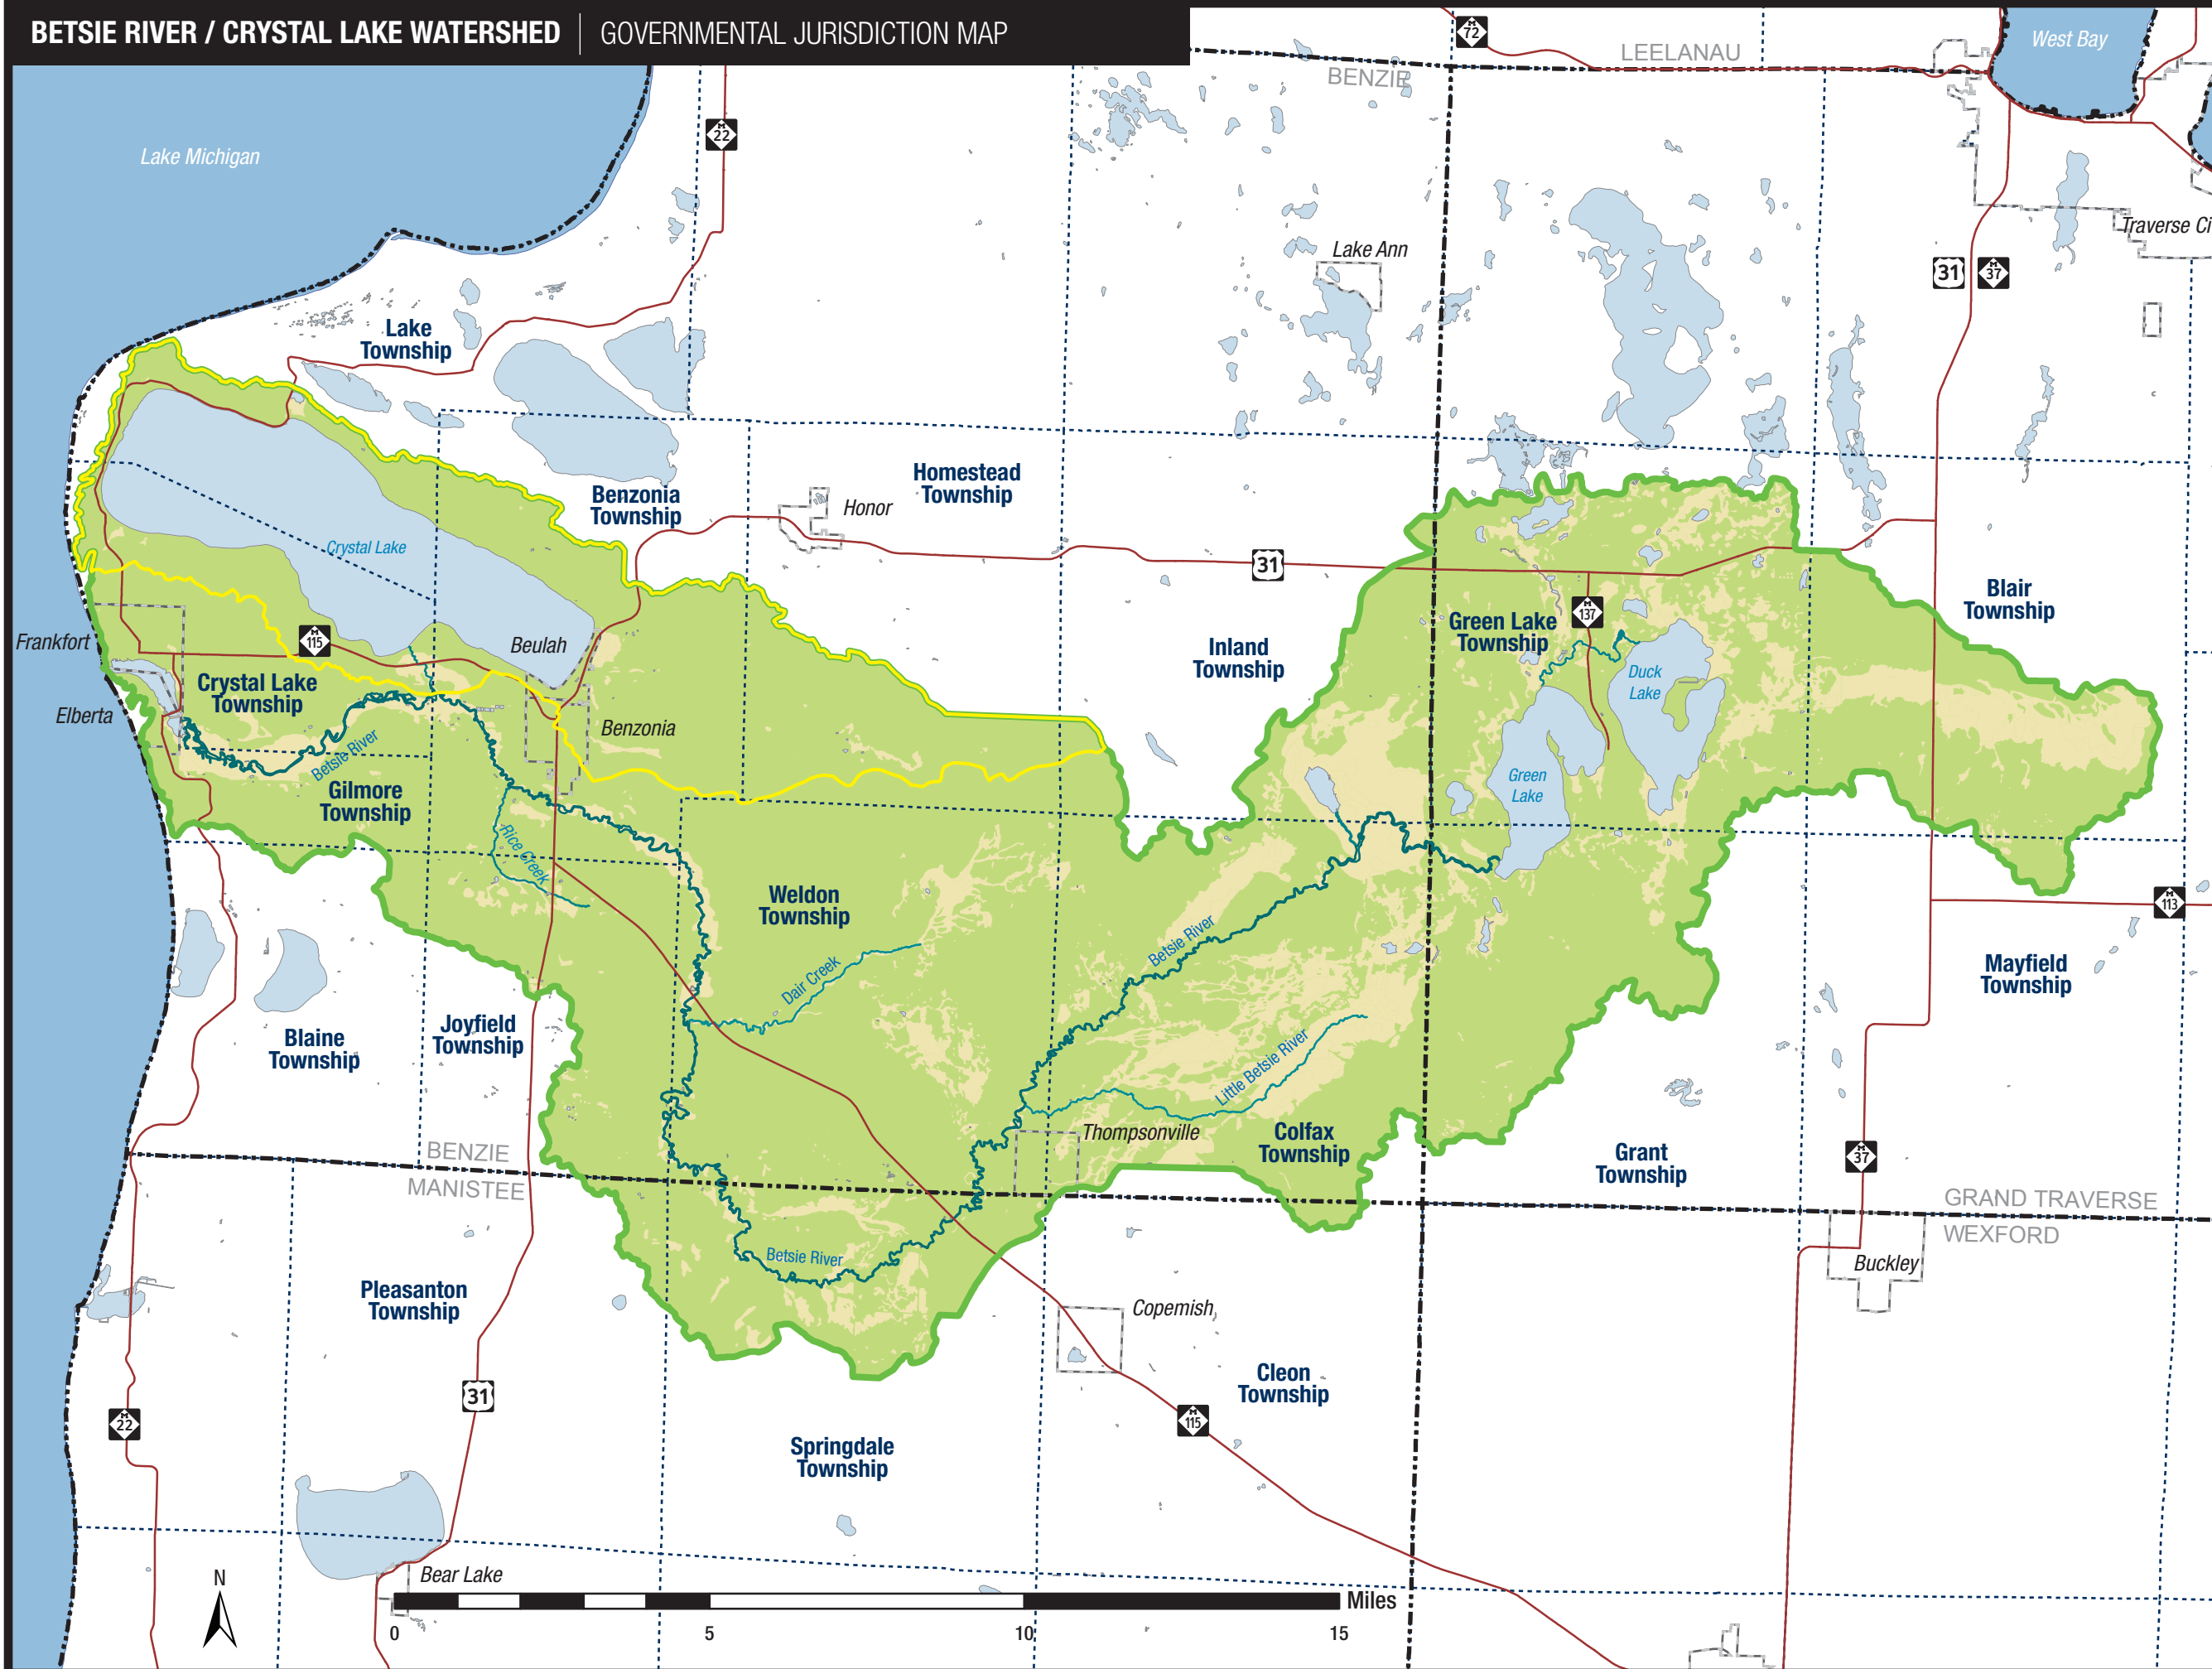 BETSIE RIVER / CRYSTAL LAKE WATERSHED | GOVERNMENTAL JURISDICTION MAP
M 72
LEELANAU
BENZIE
West Bay
Lake Michigan
M 22
Lake Ann
Traverse Ci
31
M 37
Lake
Township
Homestead
Township
Benzonia
Township
Honor
Crystal Lake
31
Blair
Township
M 137
Green Lake
Township
Frankfort
M 115
Beulah
Inland
Township
Duck
Lake
Crystal Lake
Township
Elberta
Benzonia
Betsie River
Green
Lake
Gilmore
Township
Rice Creek
Weldon
Township
M 113
Betsie River
Mayfield
Township
Dair Creek
Blaine
Township
Joyfield
Township
Little Betsie River
Thompsonville
Colfax
Township
Grant
Township
M 37
BENZIE
MANISTEE
GRAND TRAVERSE
WEXFORD
Betsie River
Buckley
Pleasanton
Township
Copemish
Cleon
Township
31
M 22
M 115
Springdale
Township
Bear Lake
N
Miles
0 5 10 15